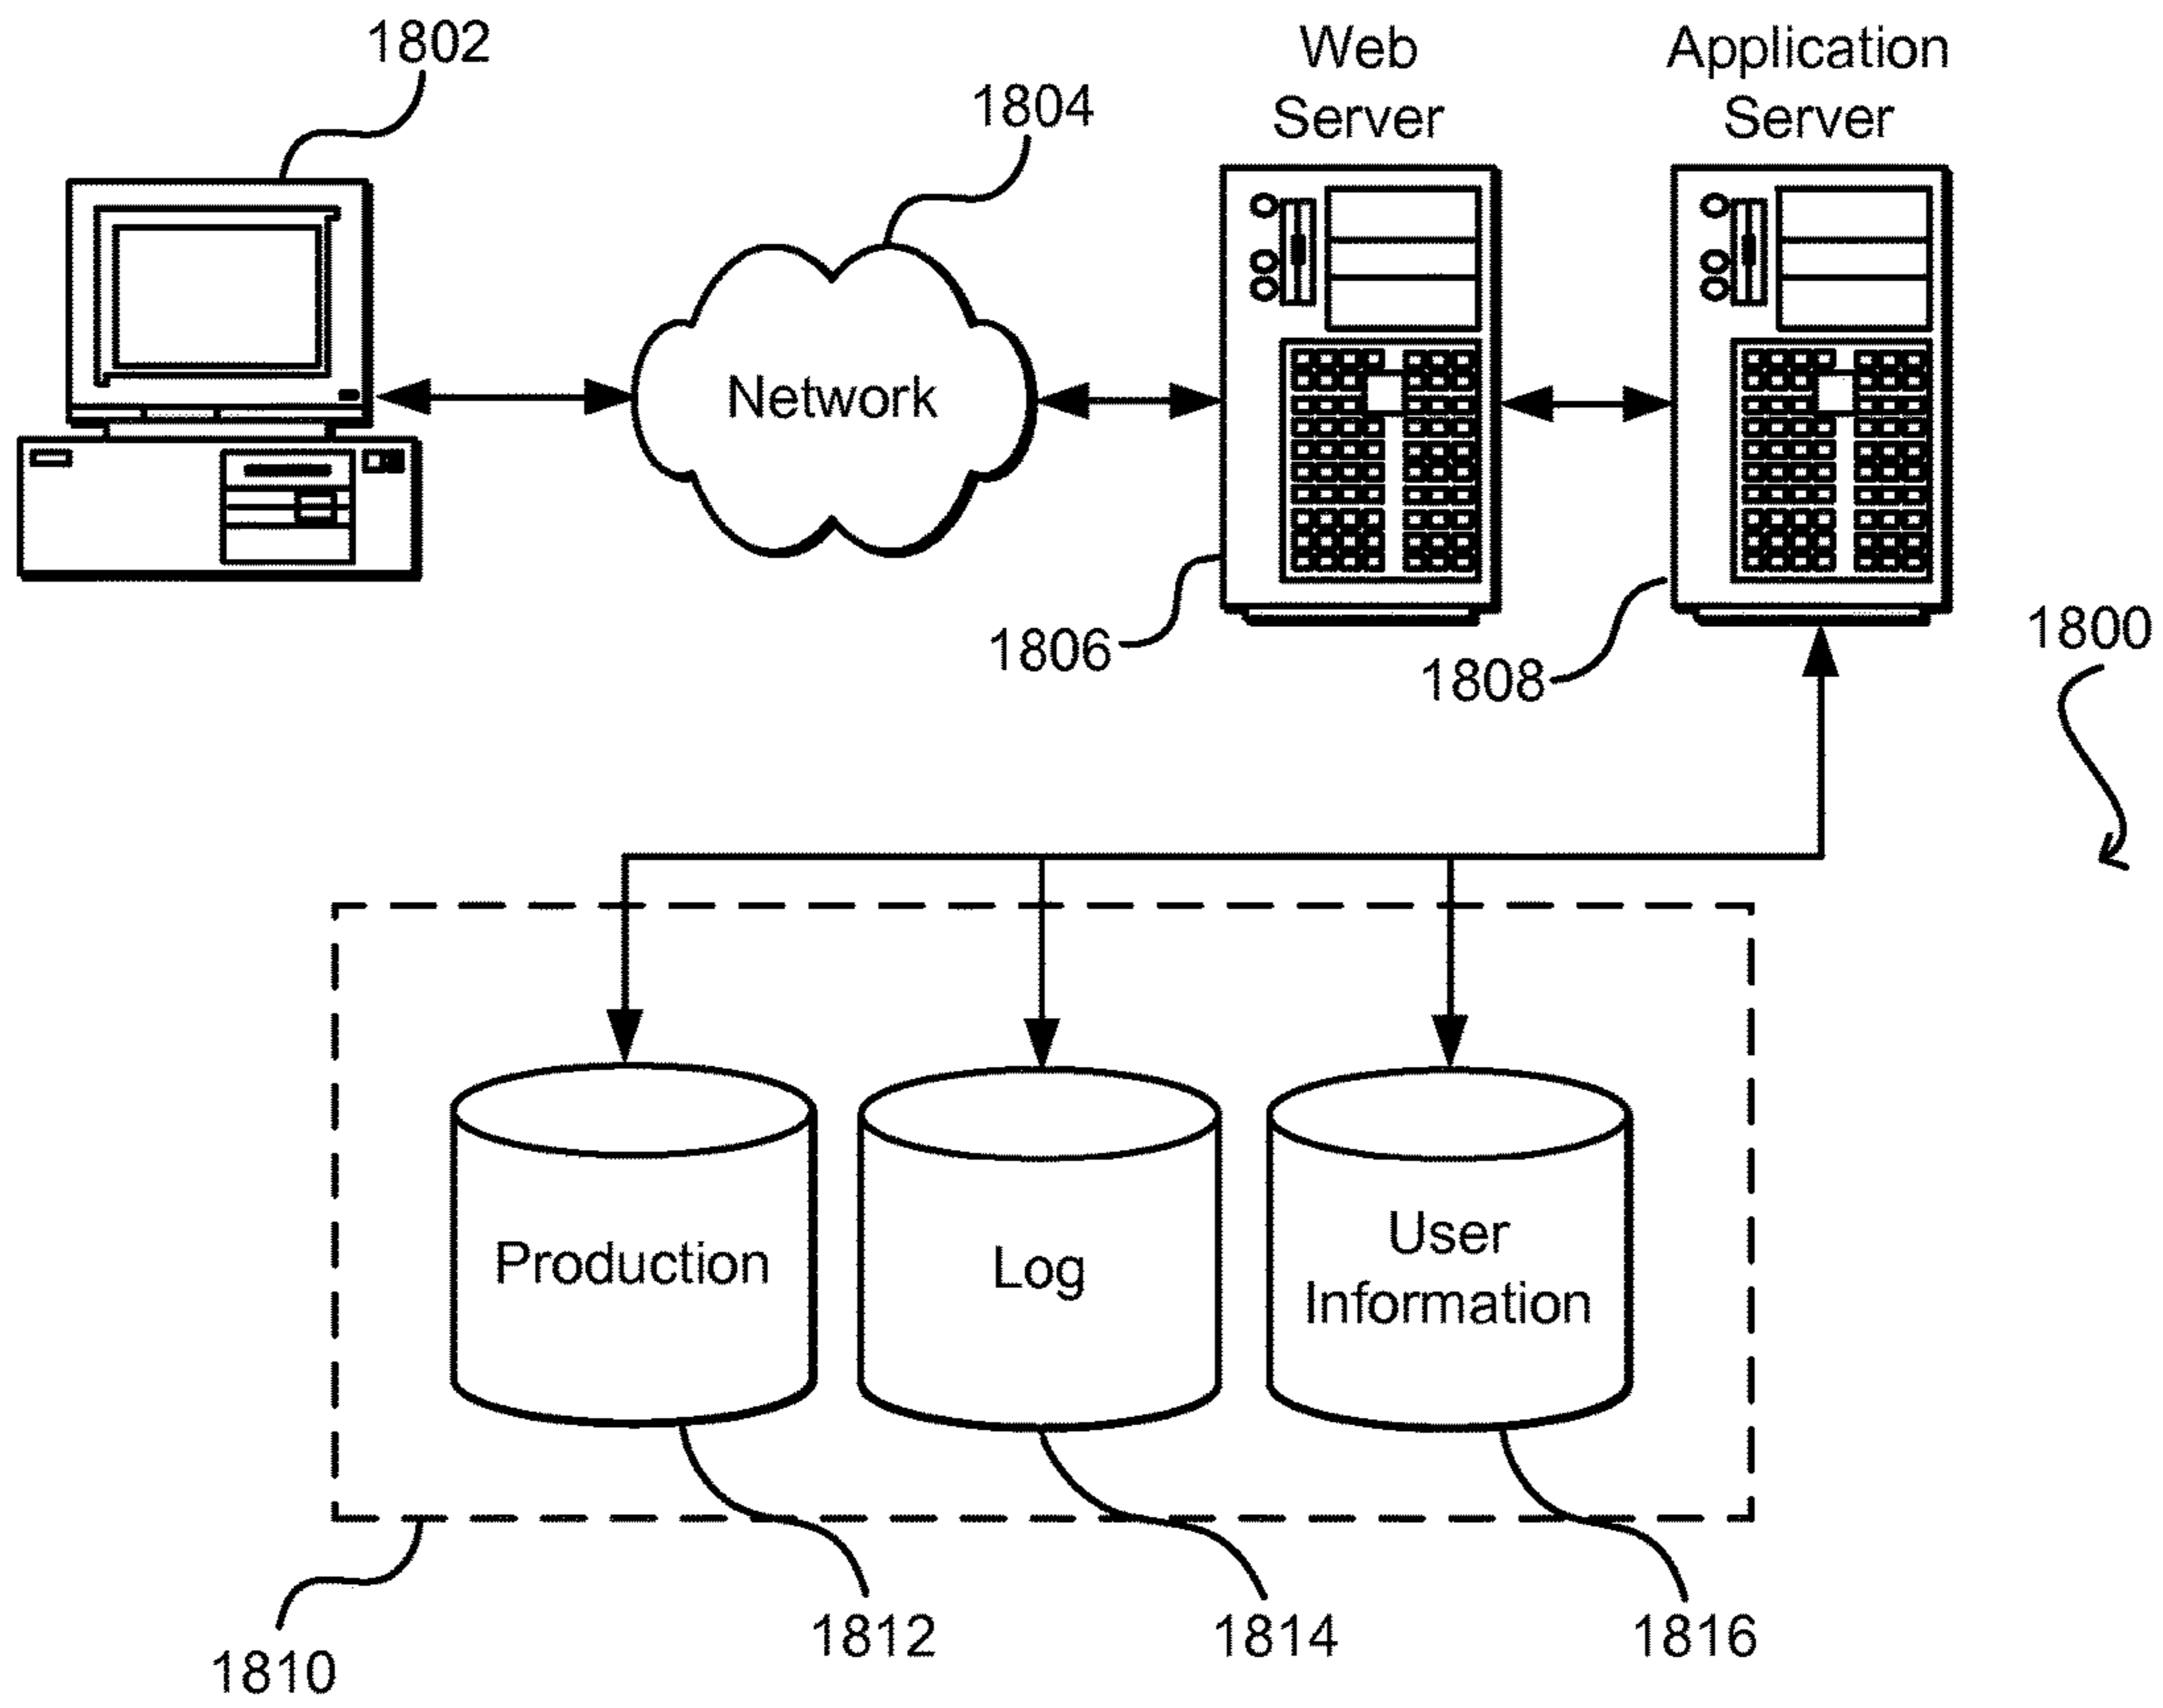 1802
1804
Web
Server
Application
Server
Network
1806
1808
1800
Production
Log
User
Information
1810
1812
1814
1816